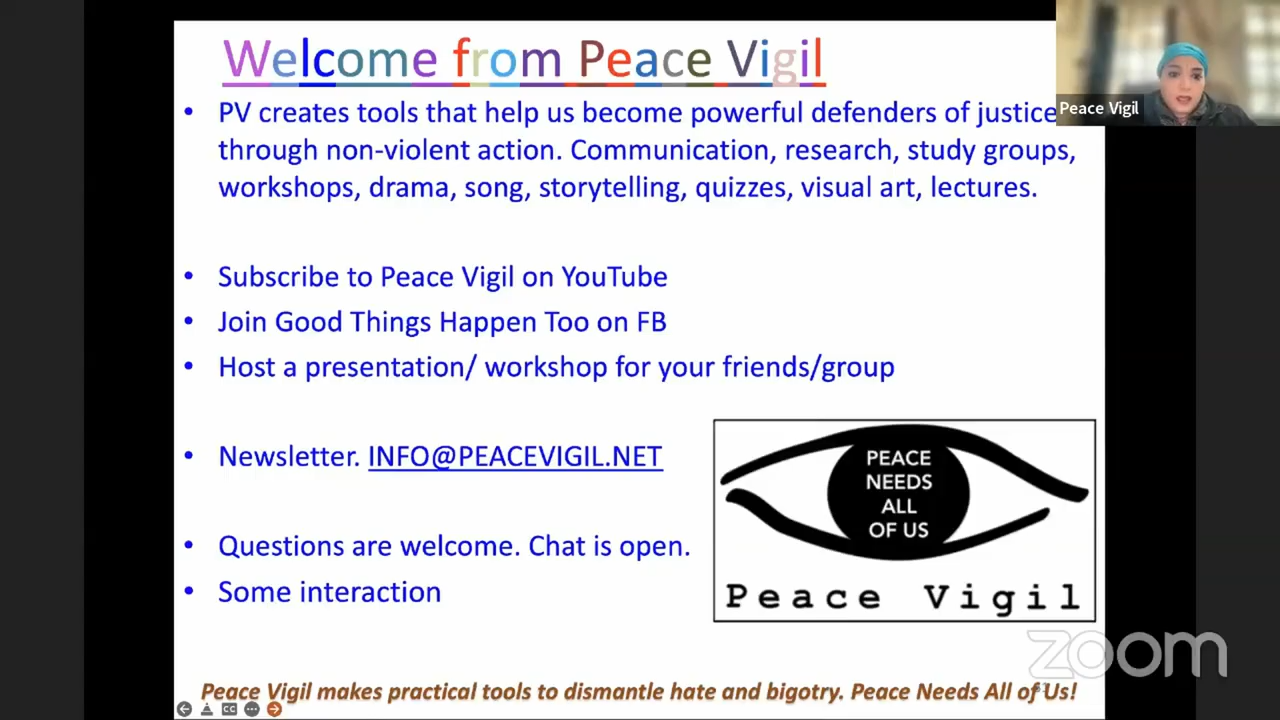 Welcome from Peace Vigil
• PV creates tools that help us become powerful defenders of justice
through non-violent action. Communication, research, study groups,
workshops, drama, song, storytelling, quizzes, visual art, lectures.
Peace Vigil
• Subscribe to Peace Vigil on YouTube
• Join Good Things Happen Too on FB
• Host a presentation/ workshop for your friends/group
• Newsletter. INFO@PEACEVIGIL.NET
• Questions are welcome. Chat is open.
• Some interaction
PEACE
NEEDS
ALL
OF US
Peace Vigil
zoom
Peace Vigil makes practical tools to dismantle hate and bigotry. Peace Needs All of Us!
CC